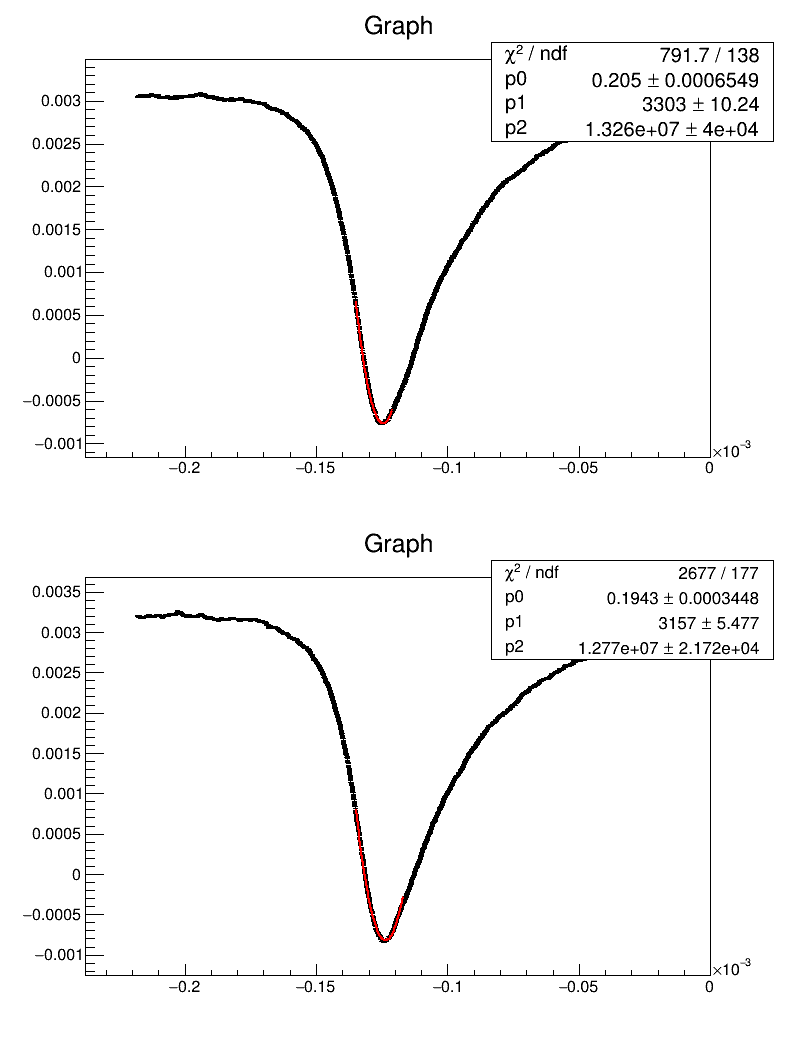 Graph
χ² / ndf 791.7 / 138
p0 0.205 ± 0.0006549
p1 3303 ± 10.24
p2 1.326e+07 ± 4e+04
0.003
0.0025
0.002
0.0015
0.001
0.0005
0
−0.0005
−0.001
−0.2 −0.15 −0.1 −0.05 0
×10⁻³
Graph
χ² / ndf 2677 / 177
p0 0.1943 ± 0.0003448
p1 3157 ± 5.477
p2 1.277e+07 ± 2.172e+04
0.0035
0.003
0.0025
0.002
0.0015
0.001
0.0005
0
−0.0005
−0.001
−0.2 −0.15 −0.1 −0.05 0
×10⁻³